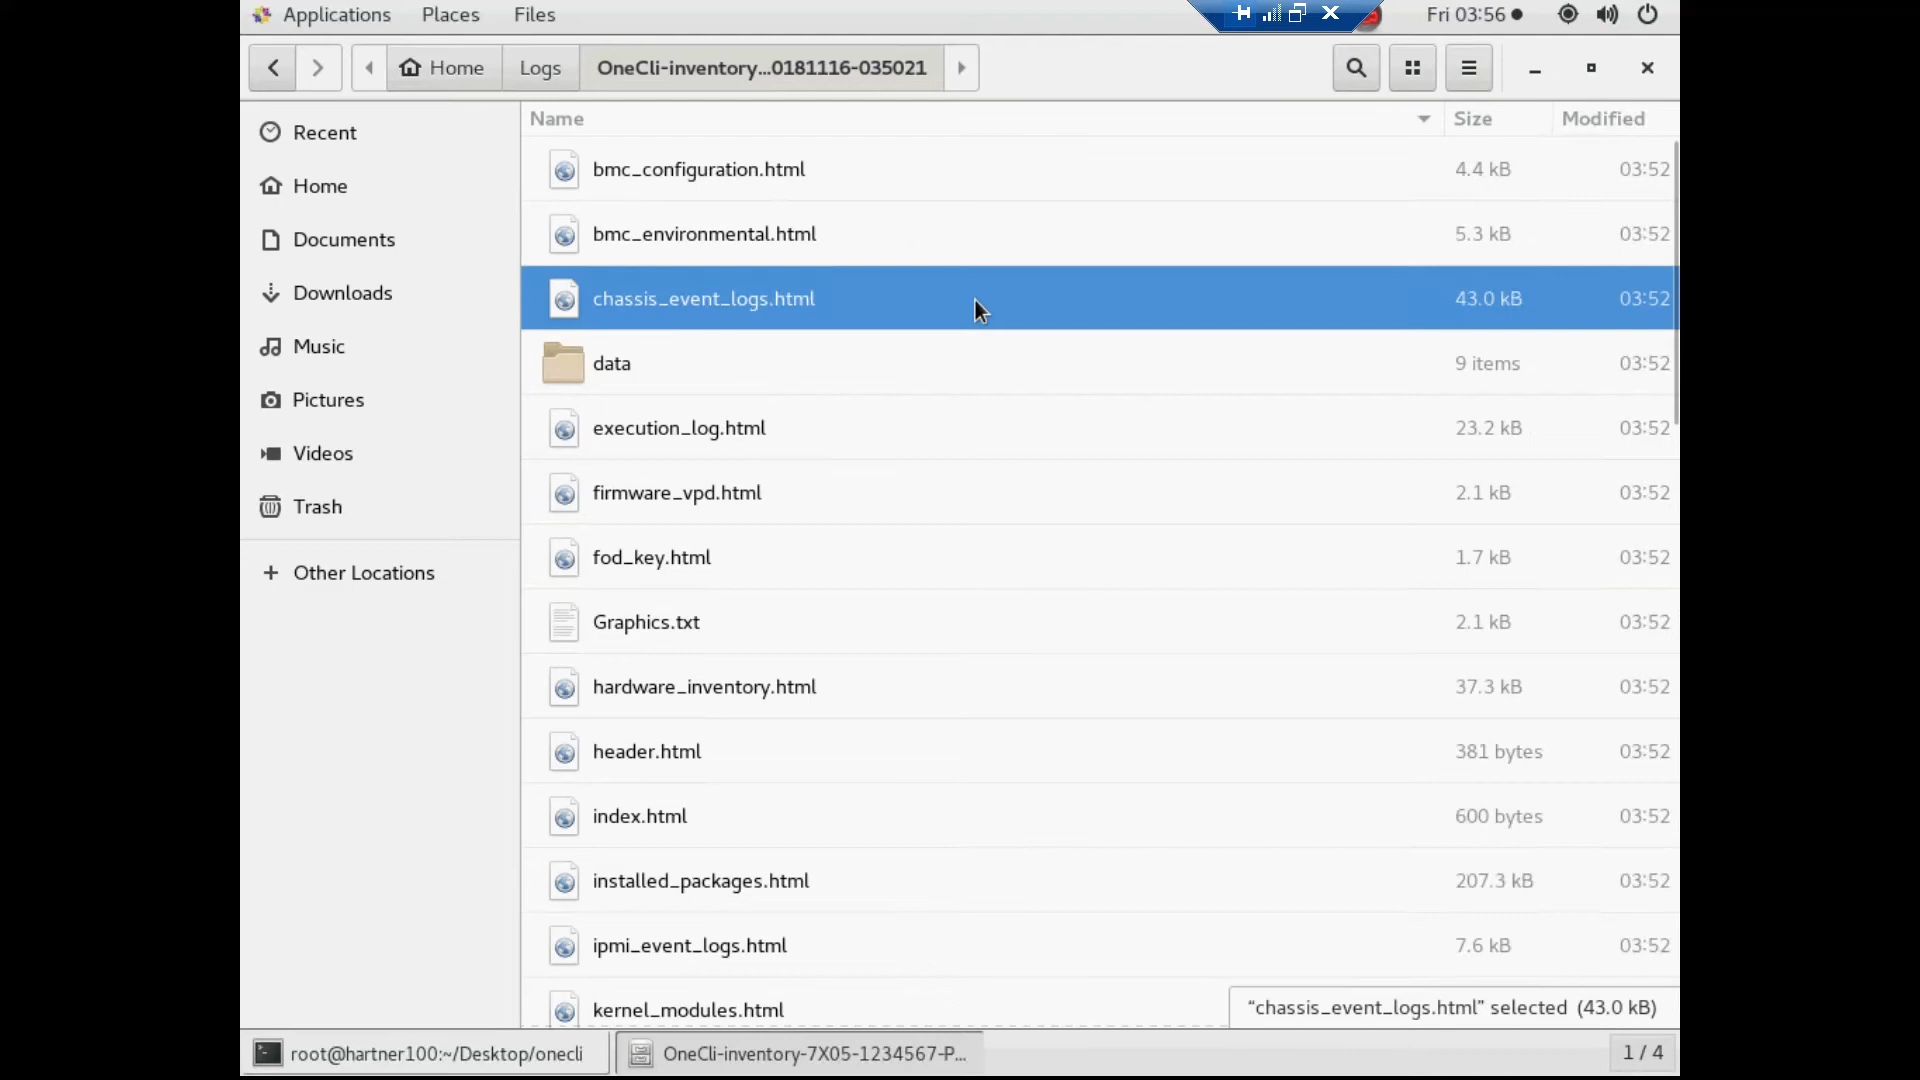 Applications Places Files Fri 03:56
Home Logs OneCli-inventory...0181116-035021
Recent
Home
Documents
Downloads
Music
Pictures
Videos
Trash
Other Locations
Name Size Modified
bmc_configuration.html 4.4 kB 03:52
bmc_environmental.html 5.3 kB 03:52
chassis_event_logs.html 43.0 kB 03:52
data 9 items 03:52
execution_log.html 23.2 kB 03:52
firmware_vpd.html 2.1 kB 03:52
fod_key.html 1.7 kB 03:52
Graphics.txt 2.1 kB 03:52
hardware_inventory.html 37.3 kB 03:52
header.html 381 bytes 03:52
index.html 600 bytes 03:52
installed_packages.html 207.3 kB 03:52
ipmi_event_logs.html 7.6 kB 03:52
kernel_modules.html
“chassis_event_logs.html” selected (43.0 kB)
root@hartner100:~/Desktop/onecli OneCli-inventory-7X05-1234567-P... 1 / 4